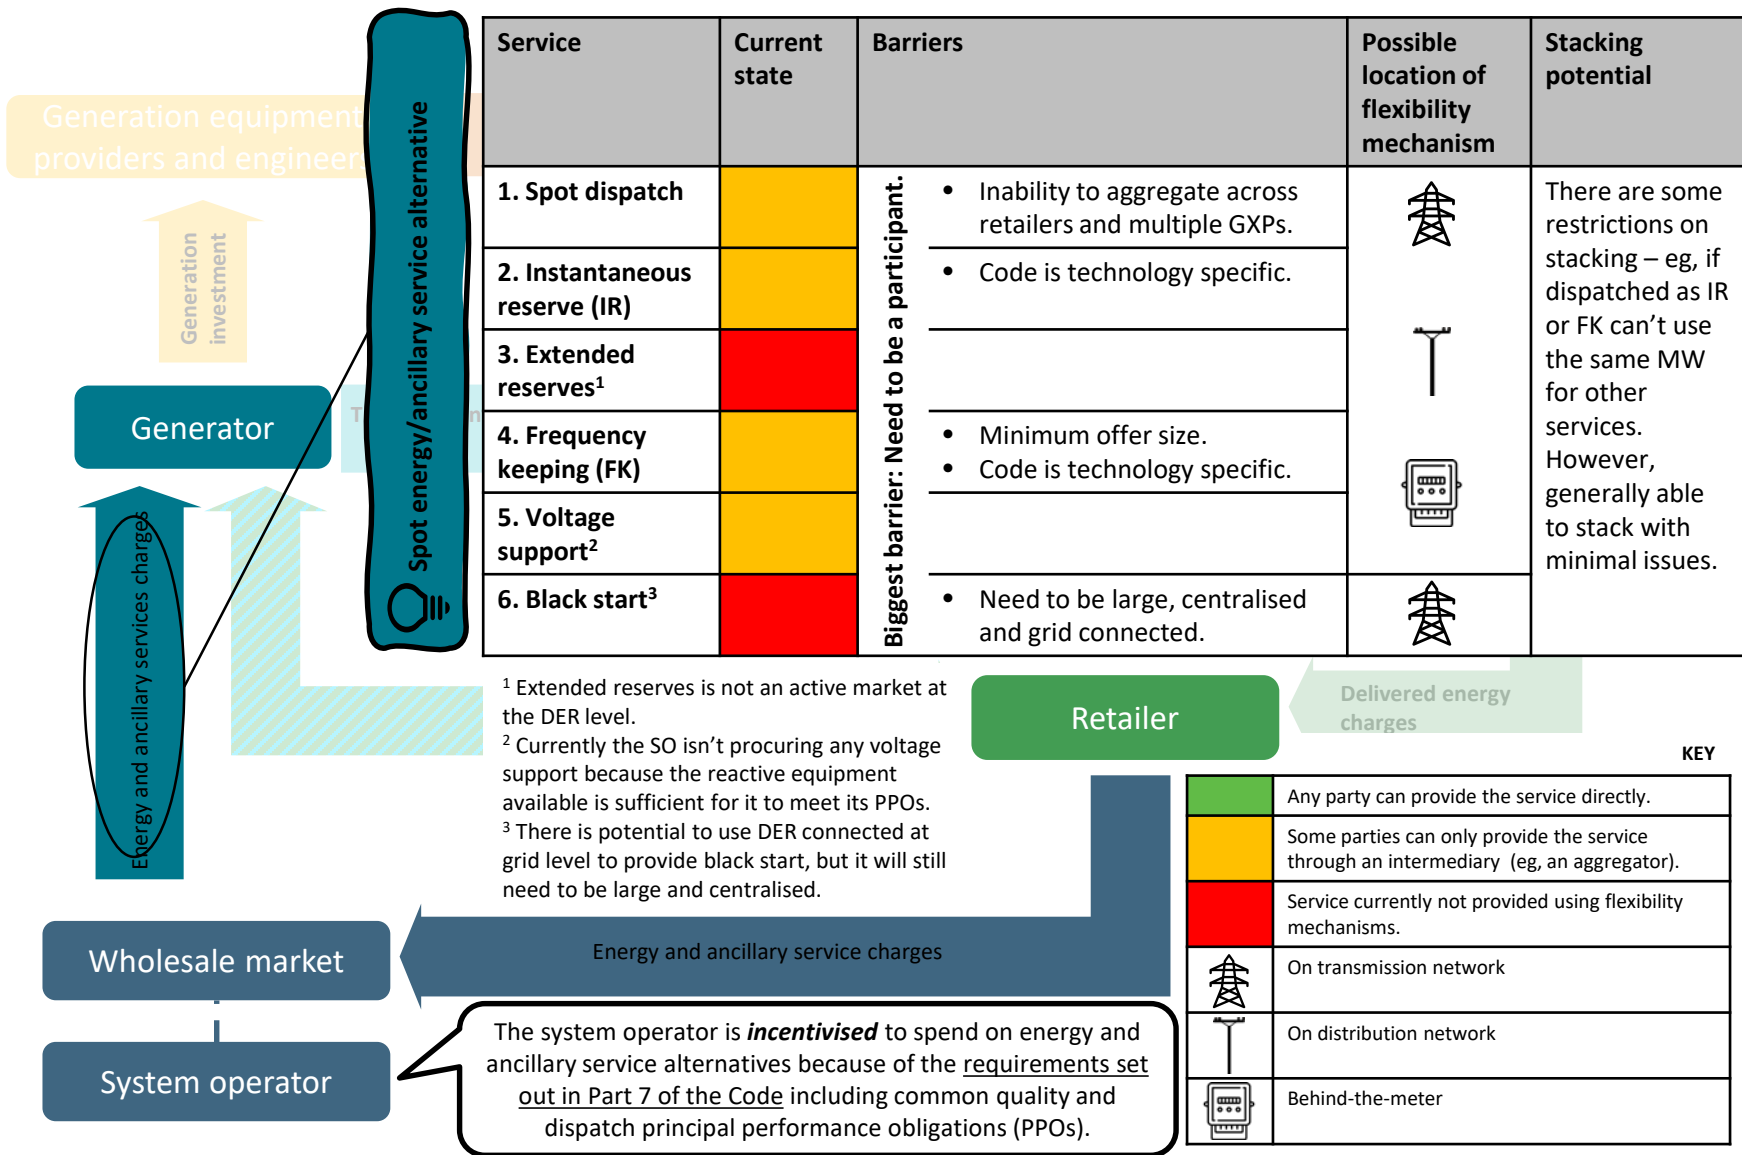 Generation equipment
providers and engineers
Generation
investment
Generator
Energy and ancillary services charges
Spot energy/ancillary service alternative
Service
Current
state
Barriers
Possible
location of
flexibility
mechanism
Stacking
potential
Biggest barrier: Need to be a participant.
1. Spot dispatch
• Inability to aggregate across
retailers and multiple GXPs.
2. Instantaneous
reserve (IR)
• Code is technology specific.
3. Extended
reserves¹
4. Frequency
keeping (FK)
• Minimum offer size.
• Code is technology specific.
5. Voltage
support²
6. Black start³
• Need to be large, centralised
and grid connected.
There are some
restrictions on
stacking – eg, if
dispatched as IR
or FK can’t use
the same MW
for other
services.
However,
generally able
to stack with
minimal issues.
¹ Extended reserves is not an active market at
the DER level.
² Currently the SO isn’t procuring any voltage
support because the reactive equipment
available is sufficient for it to meet its PPOs.
³ There is potential to use DER connected at
grid level to provide black start, but it will still
need to be large and centralised.
Retailer
Delivered energy
charges
KEY
Any party can provide the service directly.
Some parties can only provide the service
through an intermediary (eg, an aggregator).
Service currently not provided using flexibility
mechanisms.
On transmission network
On distribution network
Behind-the-meter
Wholesale market
Energy and ancillary service charges
System operator
The system operator is incentivised to spend on energy and
ancillary service alternatives because of the requirements set
out in Part 7 of the Code including common quality and
dispatch principal performance obligations (PPOs).